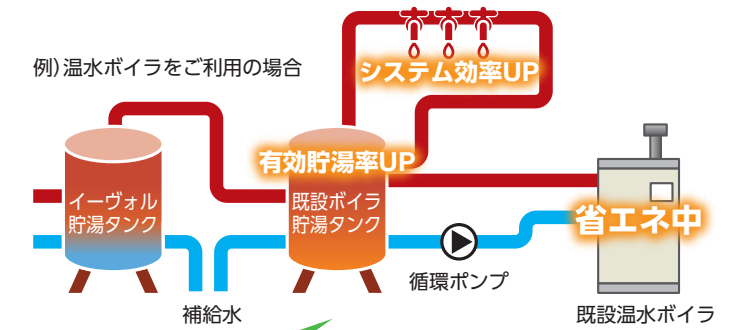 例）温水ボイラをご利用の場合
システム効率UP
有効貯湯率UP
イーヴォル
貯湯タンク
既設ボイラ
貯湯タンク
省エネ中
循環ポンプ
補給水
既設温水ボイラ